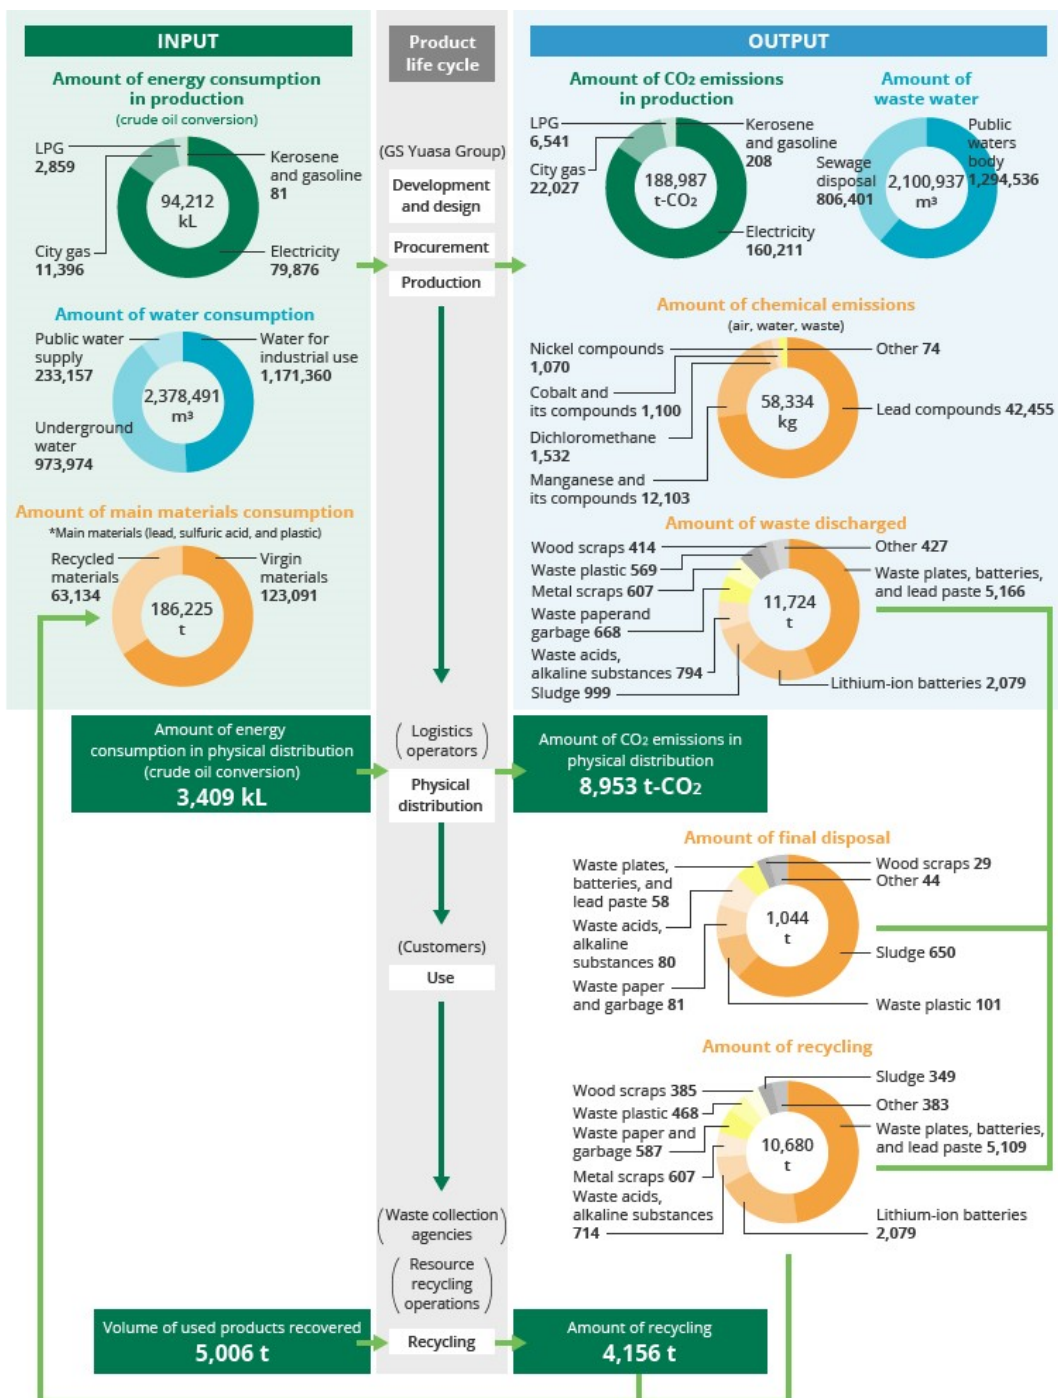 INPUT
Product
life cycle
OUTPUT
Amount of energy consumption
in production
(crude oil conversion)
LPG
2,859
Kerosene
and gasoline
81
94,212
kL
City gas
11,396
Electricity
79,876
Amount of water consumption
Public water
supply
233,157
Water for
industrial use
1,171,360
2,378,491
m³
Underground
water
973,974
Amount of main materials consumption
*Main materials (lead, sulfuric acid, and plastic)
Recycled
materials
63,134
Virgin
materials
123,091
186,225
t
(GS Yuasa Group)
Development
and design
Procurement
Production
Amount of CO₂ emissions
in production
LPG
6,541
City gas
22,027
Kerosene
and gasoline
208
188,987
t-CO₂
Electricity
160,211
Amount of
waste water
Sewage
disposal
806,401
Public
waters
body
1,294,536
2,100,937
m³
Amount of chemical emissions
(air, water, waste)
Nickel compounds
1,070
Cobalt and
its compounds 1,100
Dichloromethane
1,532
Manganese and
its compounds 12,103
58,334
kg
Other 74
Lead compounds 42,455
Amount of waste discharged
Wood scraps 414
Waste plastic 569
Metal scraps 607
Waste paperand
garbage 668
Waste acids,
alkaline substances 794
Sludge 999
11,724
t
Other 427
Waste plates, batteries,
and lead paste 5,166
Lithium-ion batteries 2,079
Amount of energy
consumption in physical distribution
(crude oil conversion)
3,409 kL
(Logistics
operators)
Physical
distribution
Amount of CO₂ emissions in
physical distribution
8,953 t-CO₂
Amount of final disposal
Waste plates,
batteries, and
lead paste 58
Waste acids,
alkaline
substances 80
Waste paper
and garbage 81
1,044
t
Wood scraps 29
Other 44
Sludge 650
Waste plastic 101
(Customers)
Use
Amount of recycling
Wood scraps 385
Waste plastic 468
Waste paper and
garbage 587
Metal scraps 607
Waste acids,
alkaline substances
714
10,680
t
Sludge 349
Other 383
Waste plates, batteries,
and lead paste 5,109
Lithium-ion batteries
2,079
(Waste collection
agencies)
(Resource
recycling
operations)
Volume of used products recovered
5,006 t
Recycling
Amount of recycling
4,156 t